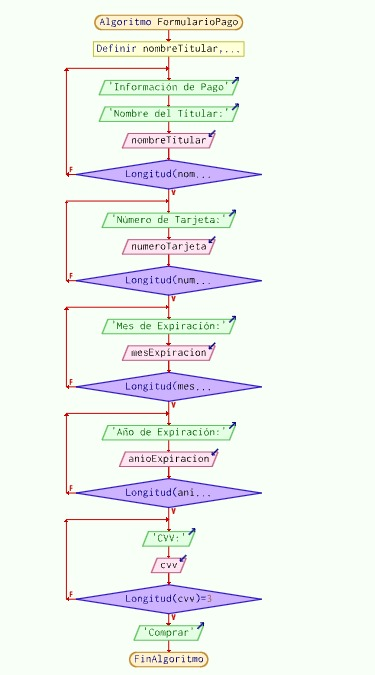 Algoritmo FormularioPago
Definir nombreTitular,...
'Información de Pago'
'Nombre del Titular:'
nombreTitular
F
Longitud(nom...
V
'Número de Tarjeta:'
numeroTarjeta
F
Longitud(num...
V
'Mes de Expiración:'
mesExpiracion
F
Longitud(mes...
V
'Año de Expiración:'
anioExpiracion
F
Longitud(ani...
V
'CVV:'
cvv
F
Longitud(cvv)=3
V
'Comprar'
FinAlgoritmo